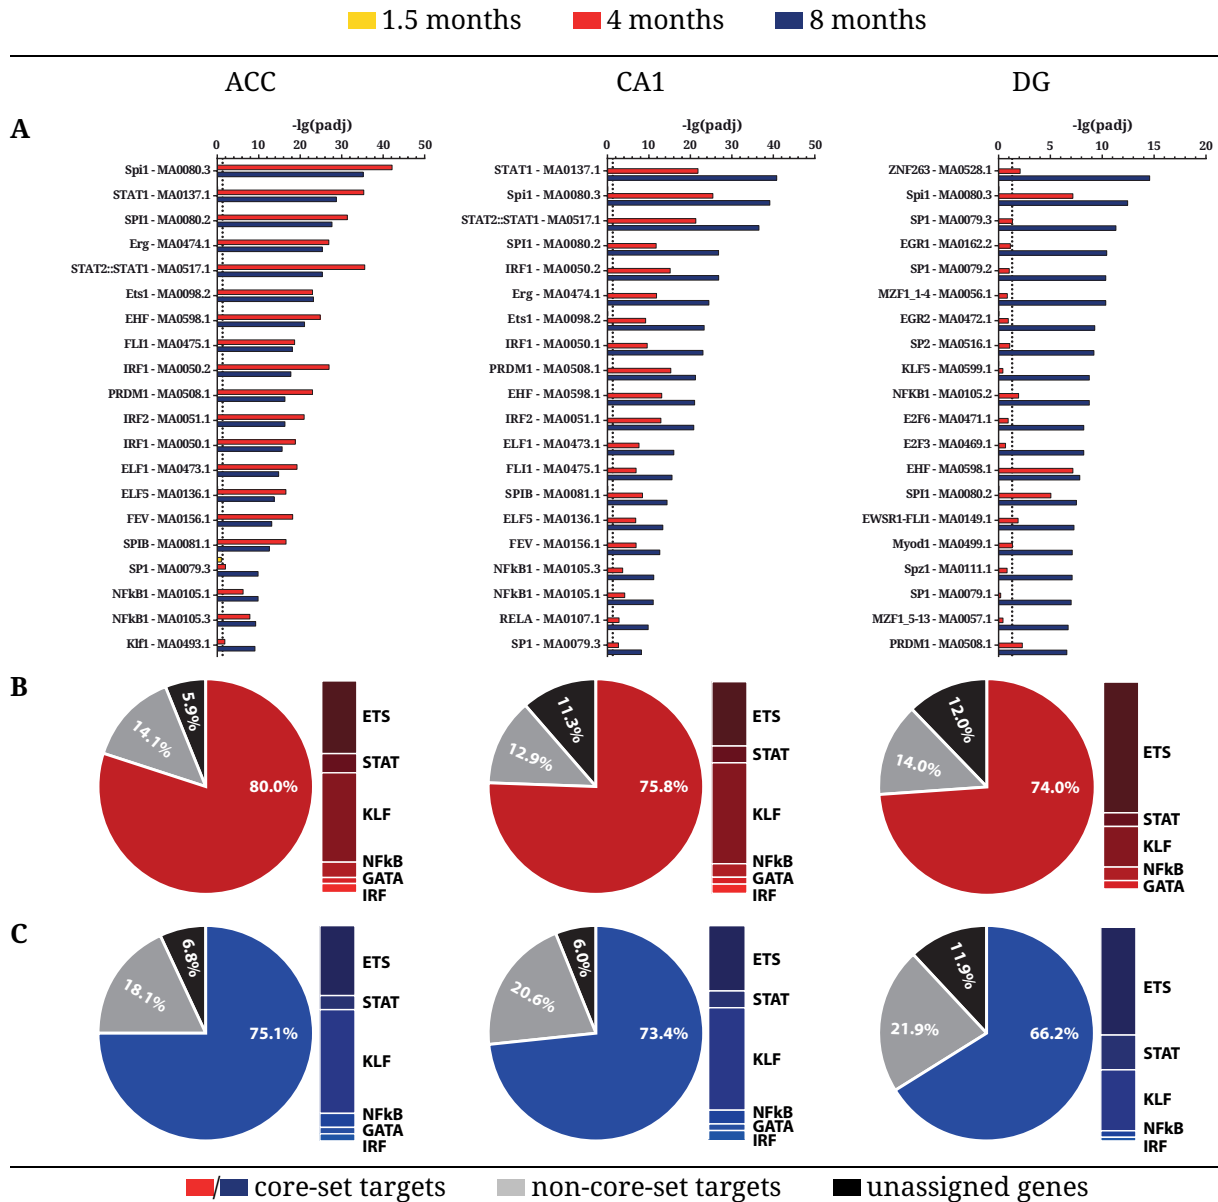 1.5 months 4 months 8 months
ACC CA1 DG
A
-lg(padj) -lg(padj) -lg(padj)
0 10 20 30 40 50 0 10 20 30 40 50 0 5 10 15 20
Spi1 - MA0080.3 STAT1 - MA0137.1 ZNF263 - MA0528.1
STAT1 - MA0137.1 Spi1 - MA0080.3 Spi1 - MA0080.3
SPI1 - MA0080.2 STAT2::STAT1 - MA0517.1 SP1 - MA0079.3
Erg - MA0474.1 SPI1 - MA0080.2 EGR1 - MA0162.2
STAT2::STAT1 - MA0517.1 IRF1 - MA0050.2 SP1 - MA0079.2
Ets1 - MA0098.2 Erg - MA0474.1 MZF1_1-4 - MA0056.1
EHF - MA0598.1 Ets1 - MA0098.2 EGR2 - MA0472.1
FLI1 - MA0475.1 IRF1 - MA0050.1 SP2 - MA0516.1
IRF1 - MA0050.2 PRDM1 - MA0508.1 KLF5 - MA0599.1
PRDM1 - MA0508.1 EHF - MA0598.1 NFKB1 - MA0105.2
IRF2 - MA0051.1 IRF2 - MA0051.1 E2F6 - MA0471.1
IRF1 - MA0050.1 ELF1 - MA0473.1 E2F3 - MA0469.1
ELF1 - MA0473.1 FLI1 - MA0475.1 EHF - MA0598.1
ELF5 - MA0136.1 SPIB - MA0081.1 SPI1 - MA0080.2
FEV - MA0156.1 ELF5 - MA0136.1 EWSR1-FLI1 - MA0149.1
SPIB - MA0081.1 FEV - MA0156.1 Myod1 - MA0499.1
SP1 - MA0079.3 NFkB1 - MA0105.3 Spz1 - MA0111.1
NFkB1 - MA0105.1 NFkB1 - MA0105.1 SP1 - MA0079.1
NFkB1 - MA0105.3 RELA - MA0107.1 MZF1_5-13 - MA0057.1
Klf1 - MA0493.1 SP1 - MA0079.3 PRDM1 - MA0508.1
B
5.9% 14.1% 80.0% ETS STAT KLF NFkB GATA IRF
11.3% 12.9% 75.8% ETS STAT KLF NFkB GATA IRF
12.0% 14.0% 74.0% ETS STAT KLF NFkB GATA
C
6.8% 18.1% 75.1% ETS STAT KLF NFkB GATA IRF
6.0% 20.6% 73.4% ETS STAT KLF NFkB GATA IRF
11.9% 21.9% 66.2% ETS STAT KLF NFkB IRF
/ core-set targets non-core-set targets unassigned genes